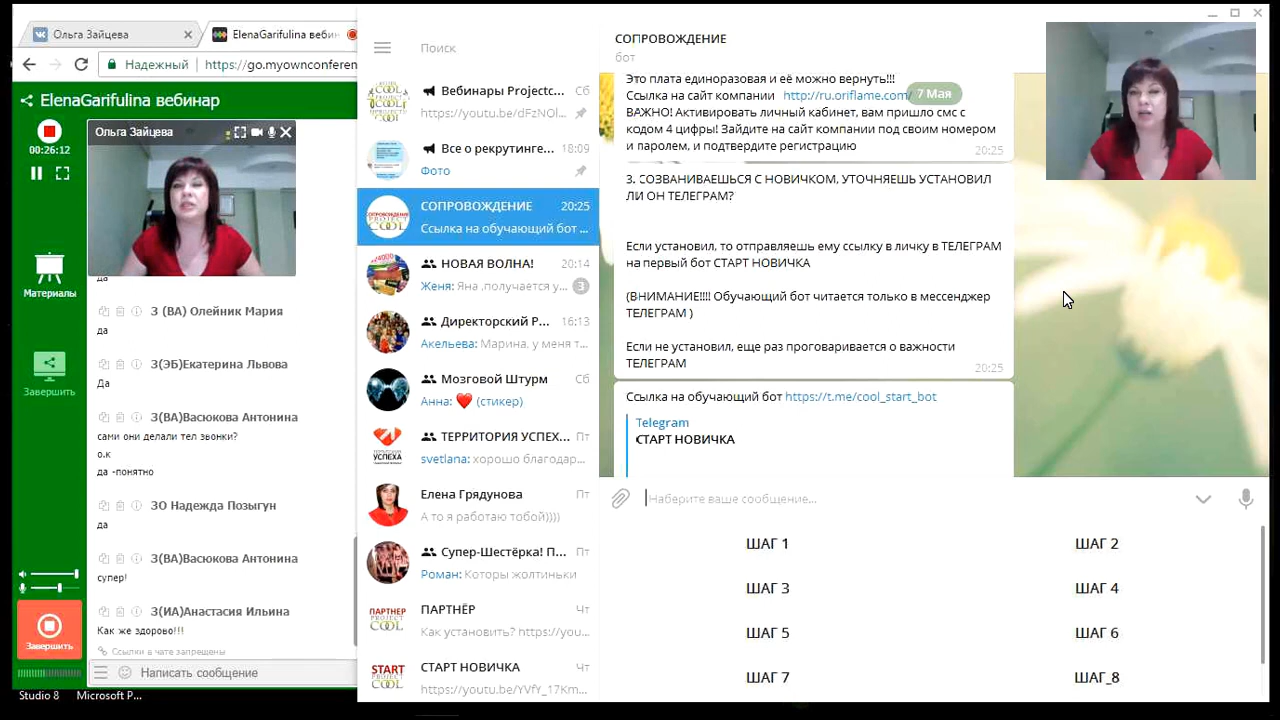 Ольга Зайцева
ElenaGarifulina вебин
Надежный
https://go.myownconferen
ElenaGarifulina вебинар
00:26:12
Материалы
Завершить
Завершить
Studio 8
Microsoft P...
Ольга Зайцева
да
З (ВА) Олейник Мария
да
З(ЭБ)Екатерина Львова
Да
З(ВА)Васюкова Антонина
сами они делали тел звонки?
о.к
да -понятно
ЗО Надежда Позыгун
да
З(ВА)Васюкова Антонина
супер!
З(ИА)Анастасия Ильина
Как же здорово!!!
Ссылки в чате запрещены
Написать сообщение
Поиск
Вебинары Projectc... Сб
https://youtu.be/dFzNOl...
Все о рекрутинге... 18:09
Фото
СОПРОВОЖДЕНИЕ 20:25
Ссылка на обучающий бот ...
НОВАЯ ВОЛНА! 20:14
Женя: Яна .получается у... 3
Директорский Р... 16:13
Акельева: Марина, у меня т...
Мозговой Штурм Сб
Анна: ❤️ (стикер)
ТЕРРИТОРИЯ УСПЕХ... Пт
svetlana: хорошо благодар...
Елена Грядунова Пт
А то я работаю тобой))))
Супер-Шестёрка! П... Пт
Роман: Которы жолтиньки
ПАРТНЁР Чт
Как установить? https://you...
СТАРТ НОВИЧКА Чт
https://youtu.be/YVfY_17Km...
СОПРОВОЖДЕНИЕ
бот
Это плата единоразовая и её можно вернуть!!!
Ссылка на сайт компании http://ru.oriflame.com/
7 Мая
ВАЖНО! Активировать личный кабинет, вам пришло смс с
кодом 4 цифры! Зайдите на сайт компании под своим номером
и паролем, и подтвердите регистрацию
20:25
3. СОЗВАНИВАЕШЬСЯ С НОВИЧКОМ, УТОЧНЯЕШЬ УСТАНОВИЛ
ЛИ ОН ТЕЛЕГРАМ?
Если установил, то отправляешь ему ссылку в личку в ТЕЛЕГРАМ
на первый бот СТАРТ НОВИЧКА
(ВНИМАНИЕ!!!! Обучающий бот читается только в мессенджер
ТЕЛЕГРАМ )
Если не установил, еще раз проговаривается о важности
ТЕЛЕГРАМ
20:25
Ссылка на обучающий бот https://t.me/cool_start_bot
Telegram
СТАРТ НОВИЧКА
Наберите ваше сообщение...
ШАГ 1 ШАГ 2
ШАГ 3 ШАГ 4
ШАГ 5 ШАГ 6
ШАГ 7 ШАГ_8